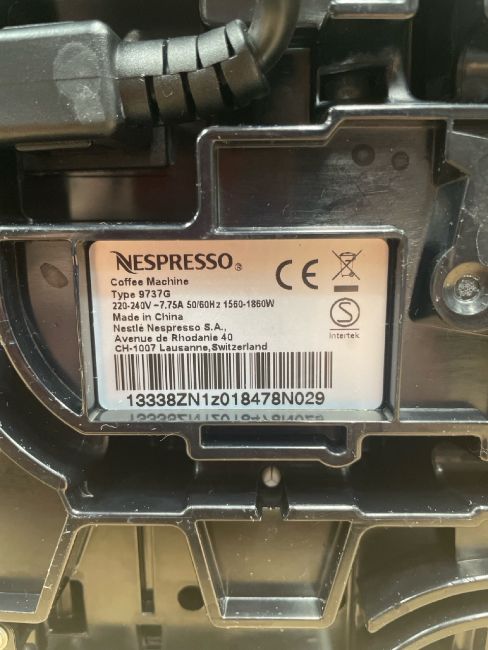 NESPRESSO®
Coffee Machine
Type 9737G
220-240V ~7.75A 50/60Hz 1560-1860W
Made in China
Nestlé Nespresso S.A.,
Avenue de Rhodanie 40
CH-1007 Lausanne,Switzerland
CE
S
Intertek
13338ZN1z018478N029